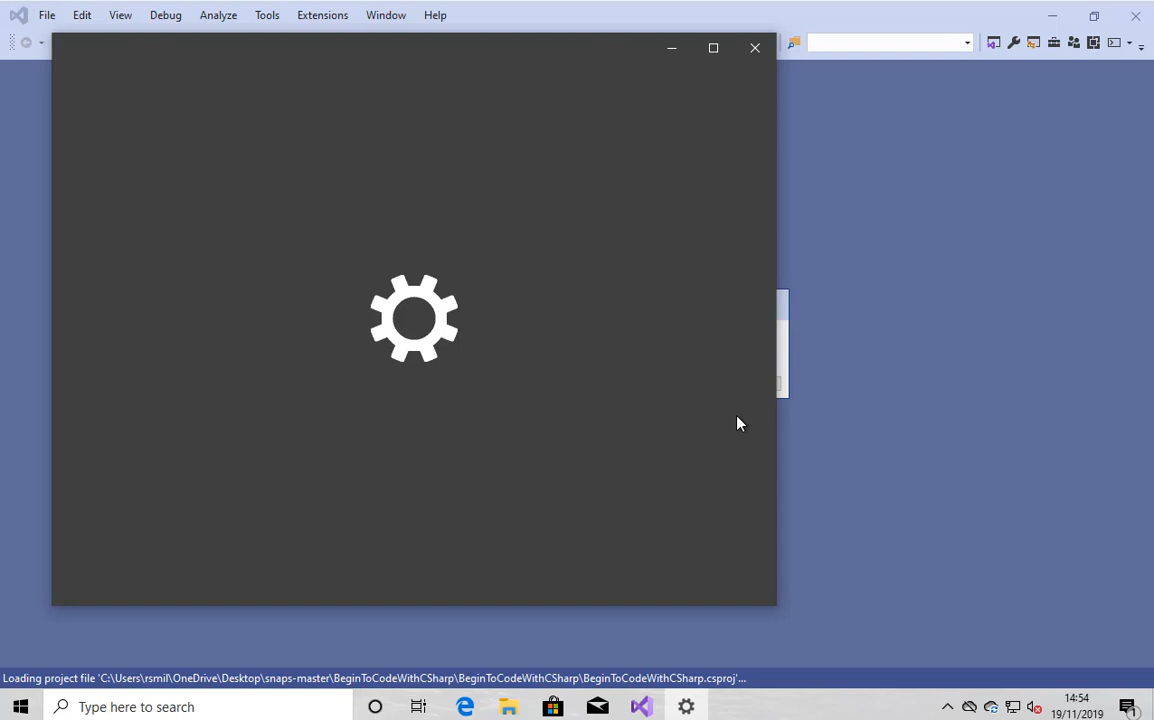 File Edit View Debug Analyze Tools Extensions Window Help
Loading project file 'C:\Users\rsmil\OneDrive\Desktop\snaps-master\BeginToCodeWithCSharp\BeginToCodeWithCSharp\BeginToCodeWithCSharp.csproj'...
Type here to search
14:54
19/11/2019
1